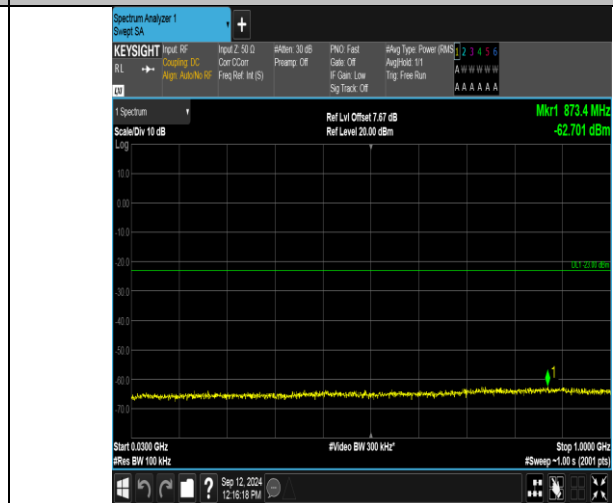 Spectrum Analyzer 1
Swept SA
+
KEYSIGHT Input: RF Input Z: 50 Ω #Atten: 30 dB PNO: Fast #Avg Type: Power (RMS 1 2 3 4 5 6
RL Coupling: DC Corr CCorr Preamp: Off Gate: Off Avg|Hold: 1/1 A W W W W W
Align: Auto/No RF Freq Ref: Int (S) IF Gain: Low Trig: Free Run
LXI Sig Track: Off A A A A A A
1 Spectrum Ref Lvl Offset 7.67 dB Mkr1 873.4 MHz
Scale/Div 10 dB Ref Level 20.00 dBm -62.701 dBm
Log
10.0
0.00
-10.0
-20.0
DL1 -23.00 dBm
-30.0
-40.0
-50.0
1
-60.0
-70.0
Start 0.0300 GHz #Video BW 300 kHz* Stop 1.0000 GHz
#Res BW 100 kHz #Sweep ~1.00 s (2001 pts)
? Sep 12, 2024
12:16:18 PM